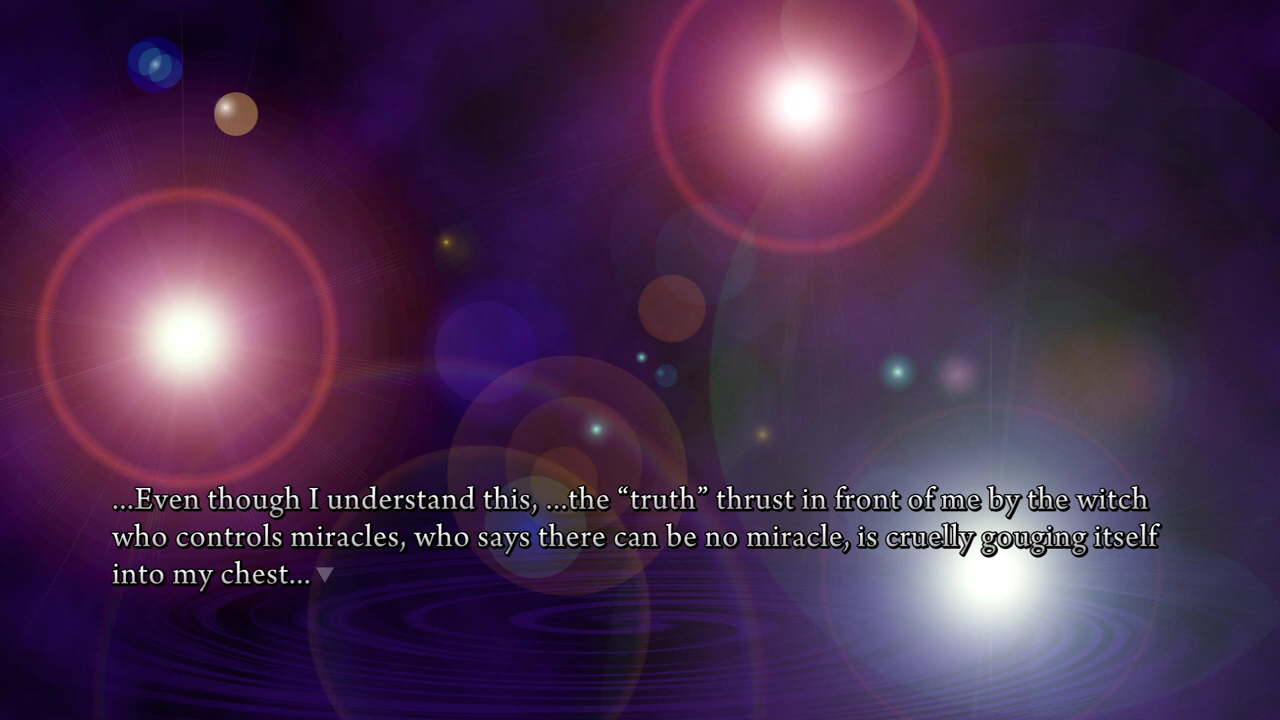 ...Even though I understand this, ...the “truth” thrust in front of me by the witch
who controls miracles, who says there can be no miracle, is cruelly gouging itself
into my chest...